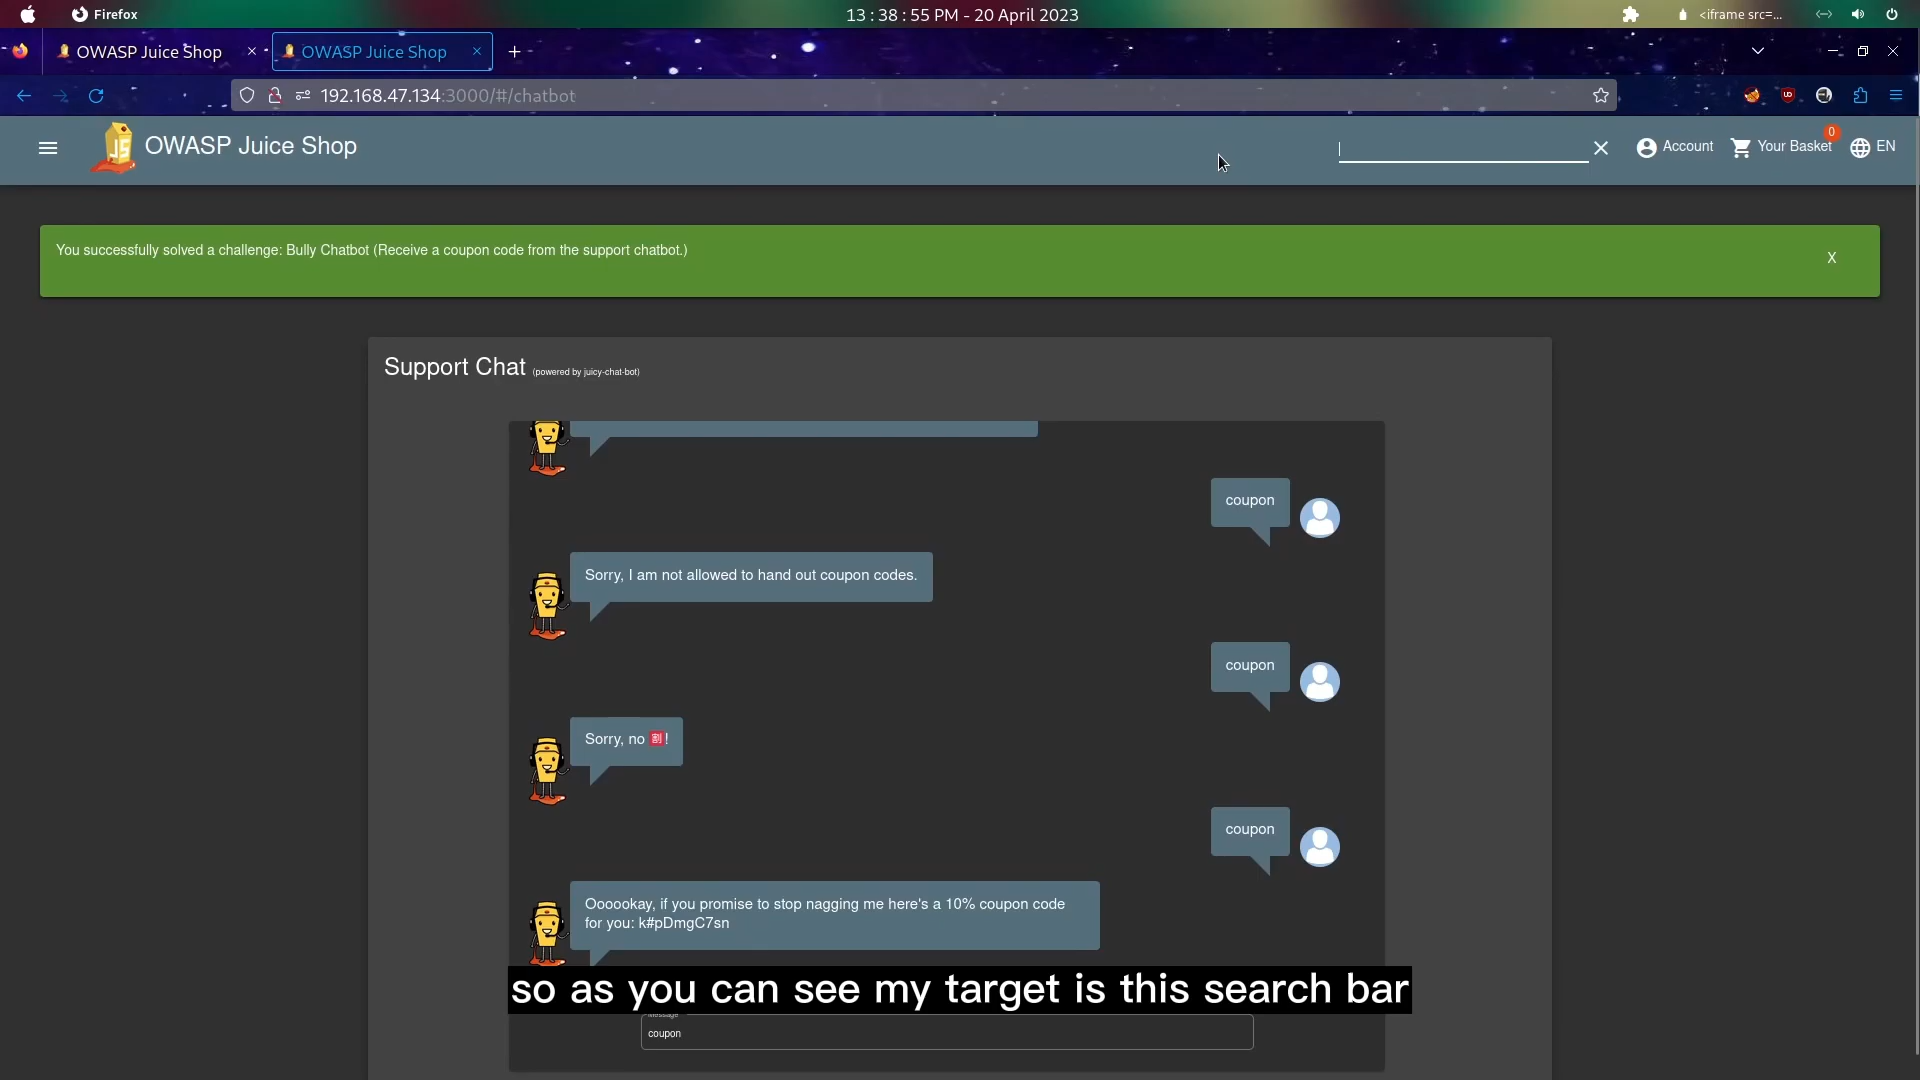 Firefox
13 : 38 : 55 PM - 20 April 2023
<iframe src=...
OWASP Juice Shop
OWASP Juice Shop
192.168.47.134:3000/#/chatbot
OWASP Juice Shop
Account
0
Your Basket
EN
You successfully solved a challenge: Bully Chatbot (Receive a coupon code from the support chatbot.)
X
Support Chat (powered by juicy-chat-bot)
coupon
Sorry, I am not allowed to hand out coupon codes.
coupon
Sorry, no 🈹!
coupon
Oooookay, if you promise to stop nagging me here's a 10% coupon code
for you: k#pDmgC7sn
so as you can see my target is this search bar
Message
coupon